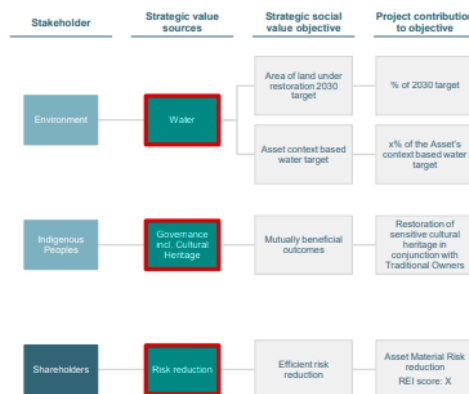 Stakeholder
Strategic value
sources
Strategic social
value objective
Project contribution
to objective
Environment
Water
Area of land under
restoration 2030
target
% of 2030 target
Asset context based
water target
x% of the Asset's
context based water
target
Indigenous
Peoples
Governance
incl. Cultural
Heritage
Mutually beneficial
outcomes
Restoration of
sensitive cultural
heritage in
conjunction with
Traditional Owners
Shareholders
Risk reduction
Efficient risk
reduction
Asset Material Risk
reduction
REI score: X